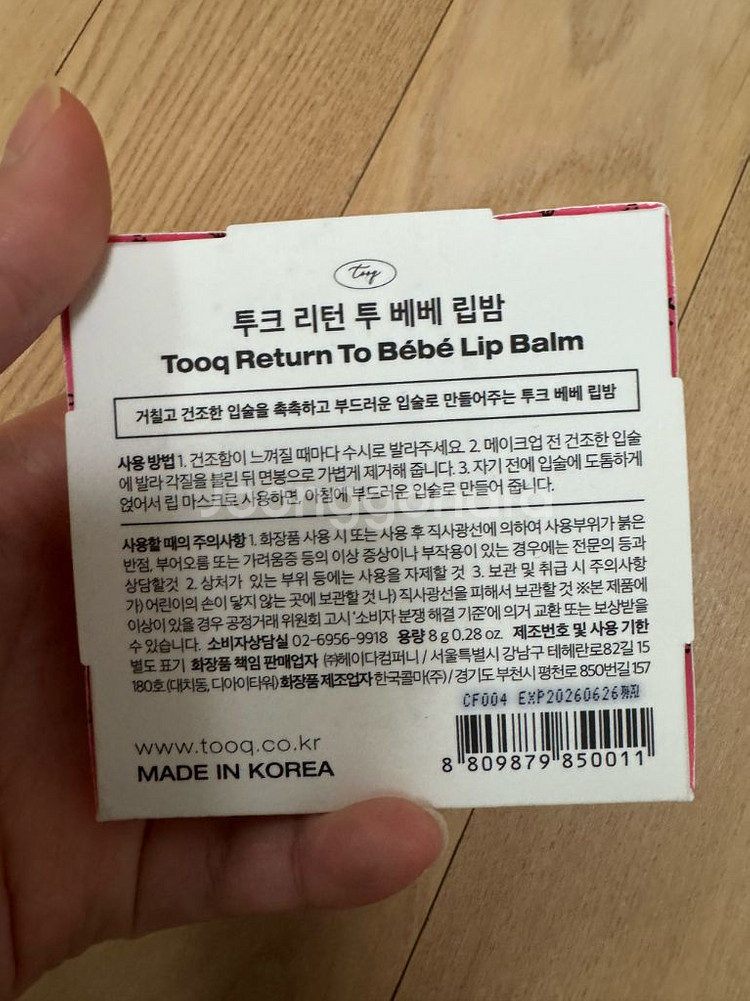 tooq
투크 리턴 투 베베 립밤
Tooq Return To Bébé Lip Balm
거칠고 건조한 입술을 촉촉하고 부드러운 입술로 만들어주는 투크 베베 립밤
사용 방법 1. 건조함이 느껴질 때마다 수시로 발라주세요. 2. 메이크업 전 건조한 입술
에 발라 각질을 불린 뒤 면봉으로 가볍게 제거해 줍니다. 3. 자기 전에 입술에 도톰하게
얹어서 립 마스크로 사용하면, 아침에 부드러운 입술로 만들어 줍니다.
사용할 때의 주의사항 1. 화장품 사용 시 또는 사용 후 직사광선에 의하여 사용부위가 붉은
반점, 부어오름 또는 가려움증 등의 이상 증상이나 부작용이 있는 경우에는 전문의 등과
상담할것 2. 상처가 있는 부위 등에는 사용을 자제할 것 3. 보관 및 취급 시 주의사항
가) 어린이의 손이 닿지 않는 곳에 보관할 것 나) 직사광선을 피해서 보관할 것 ※본 제품에
이상이 있을 경우 공정거래 위원회 고시 '소비자 분쟁 해결 기준'에 의거 교환 또는 보상받을
수 있습니다. 소비자상담실 02-6956-9918 용량 8 g 0.28 oz. 제조번호 및 사용 기한
별도 표기 화장품 책임 판매업자 ㈜헤이다컴퍼니 / 서울특별시 강남구 테헤란로82길 15
180호 (대치동, 디아이타워) 화장품 제조업자 한국콜마(주) / 경기도 부천시 평천로 850번길 157
CF004 EXP20260626까지
www.tooq.co.kr
MADE IN KOREA
8 809879 850011